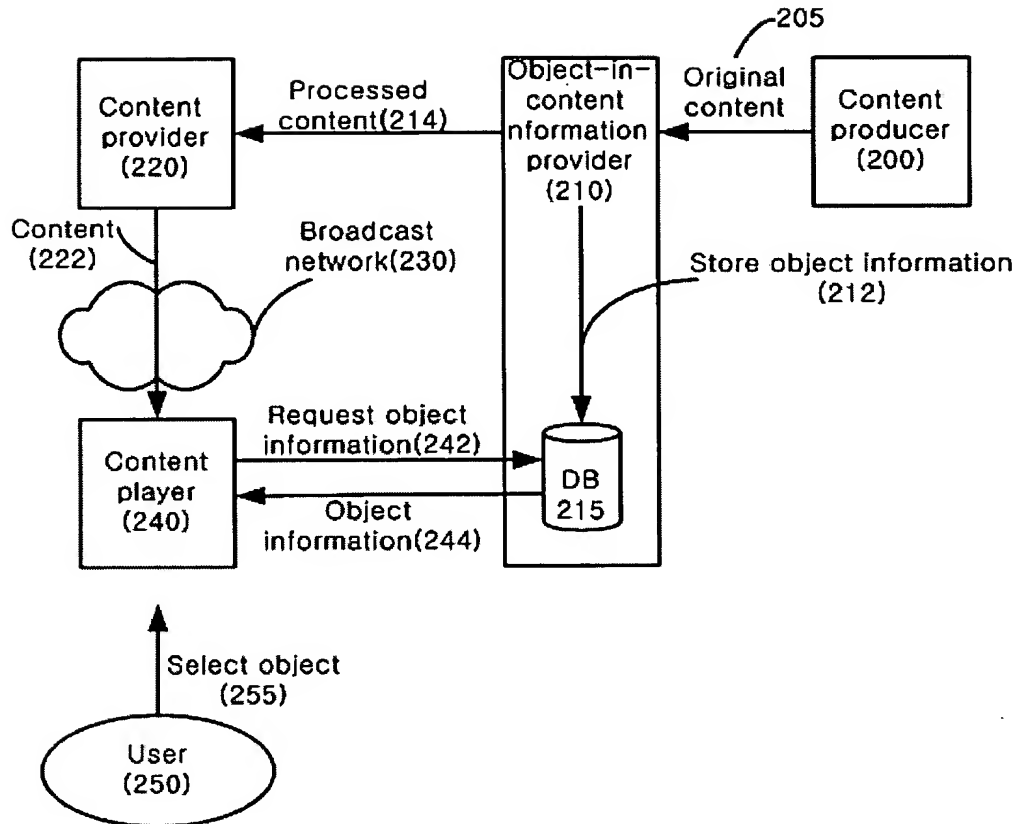 205
Content
provider
(220)
Processed
content(214)
Object-in-
content
nformation
provider
(210)
Original
content
Content
producer
(200)
Content
(222)
Broadcast
network(230)
Store object information
(212)
Content
player
(240)
Request object
information(242)
Object
information(244)
DB
215
Select object
(255)
User
(250)